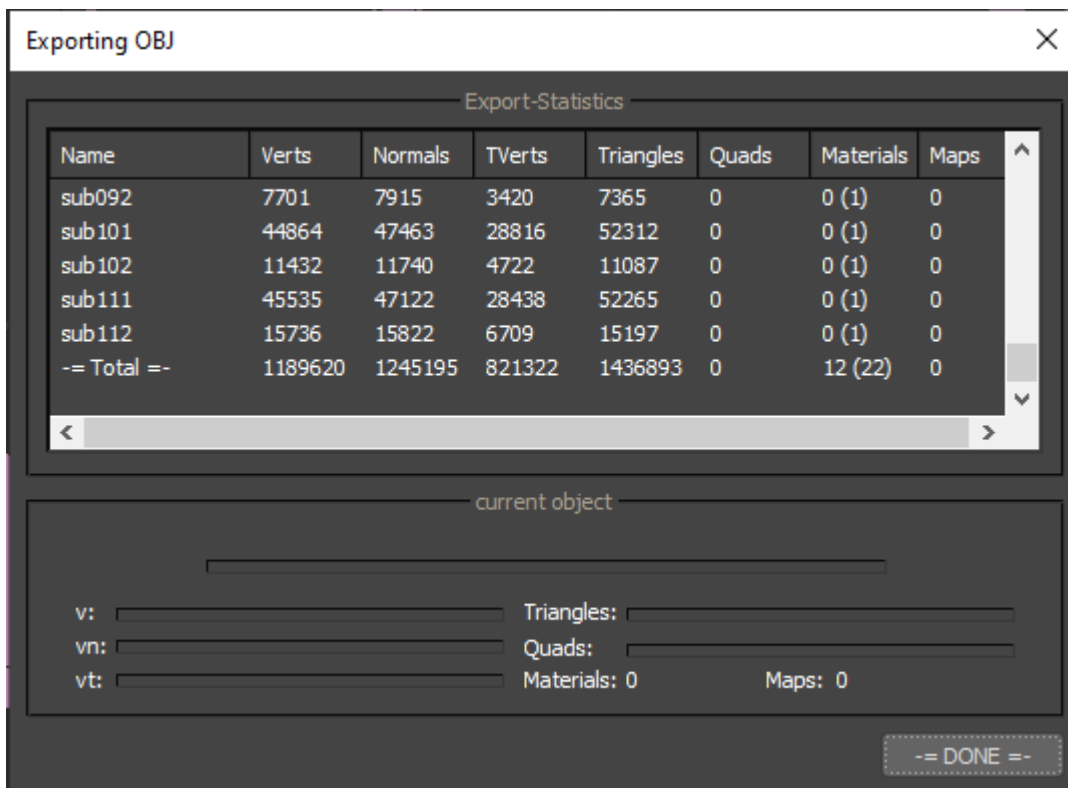 Exporting OBJ
Export-Statistics
Name Verts Normals TVerts Triangles Quads Materials Maps
sub092 7701 7915 3420 7365 0 0 (1) 0
sub101 44864 47463 28816 52312 0 0 (1) 0
sub102 11432 11740 4722 11087 0 0 (1) 0
sub111 45535 47122 28438 52265 0 0 (1) 0
sub112 15736 15822 6709 15197 0 0 (1) 0
-= Total =- 1189620 1245195 821322 1436893 0 12 (22) 0
current object
v: Triangles:
vn: Quads:
vt: Materials: 0 Maps: 0
-= DONE =-